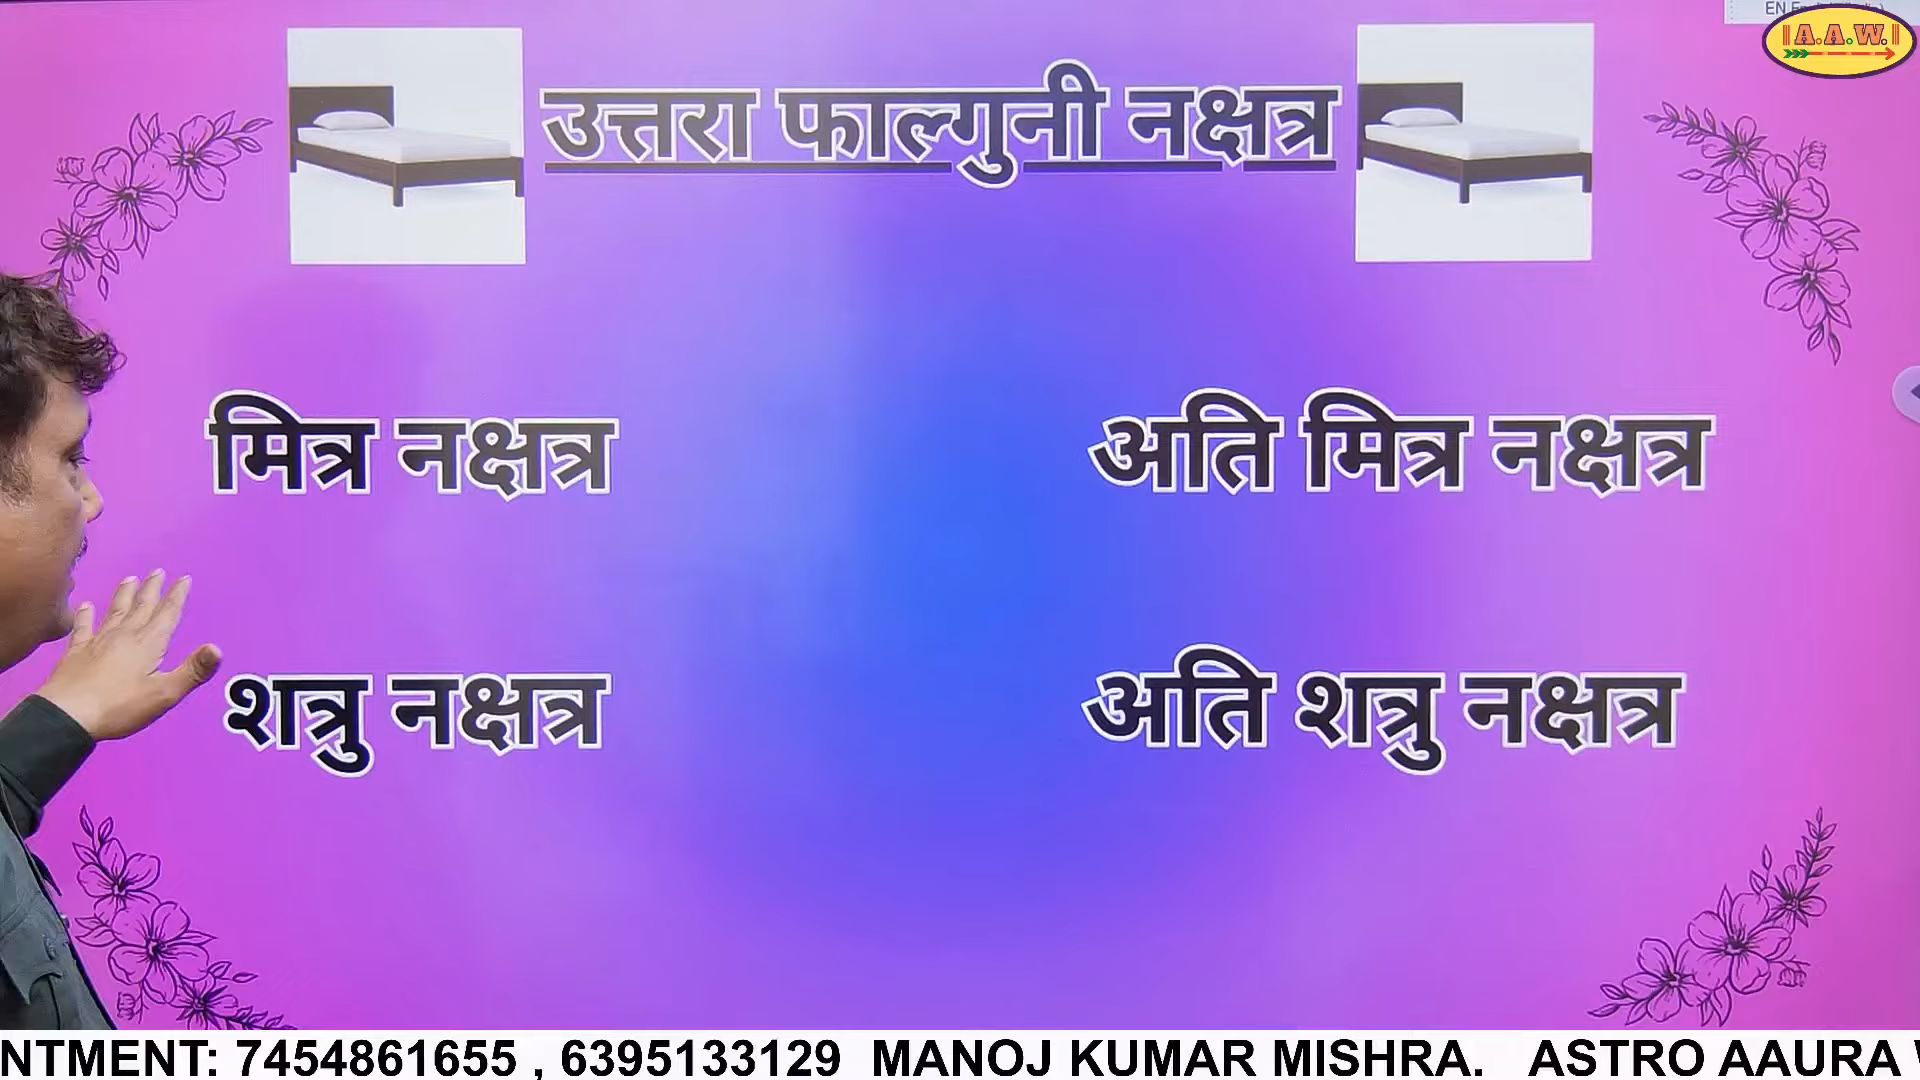 A.A.W.
उत्तरा फाल्गुनी नक्षत्र
मित्र नक्षत्र
अति मित्र नक्षत्र
शत्रु नक्षत्र
अति शत्रु नक्षत्र
NTMENT: 7454861655 , 6395133129 MANOJ KUMAR MISHRA. ASTRO AAURA